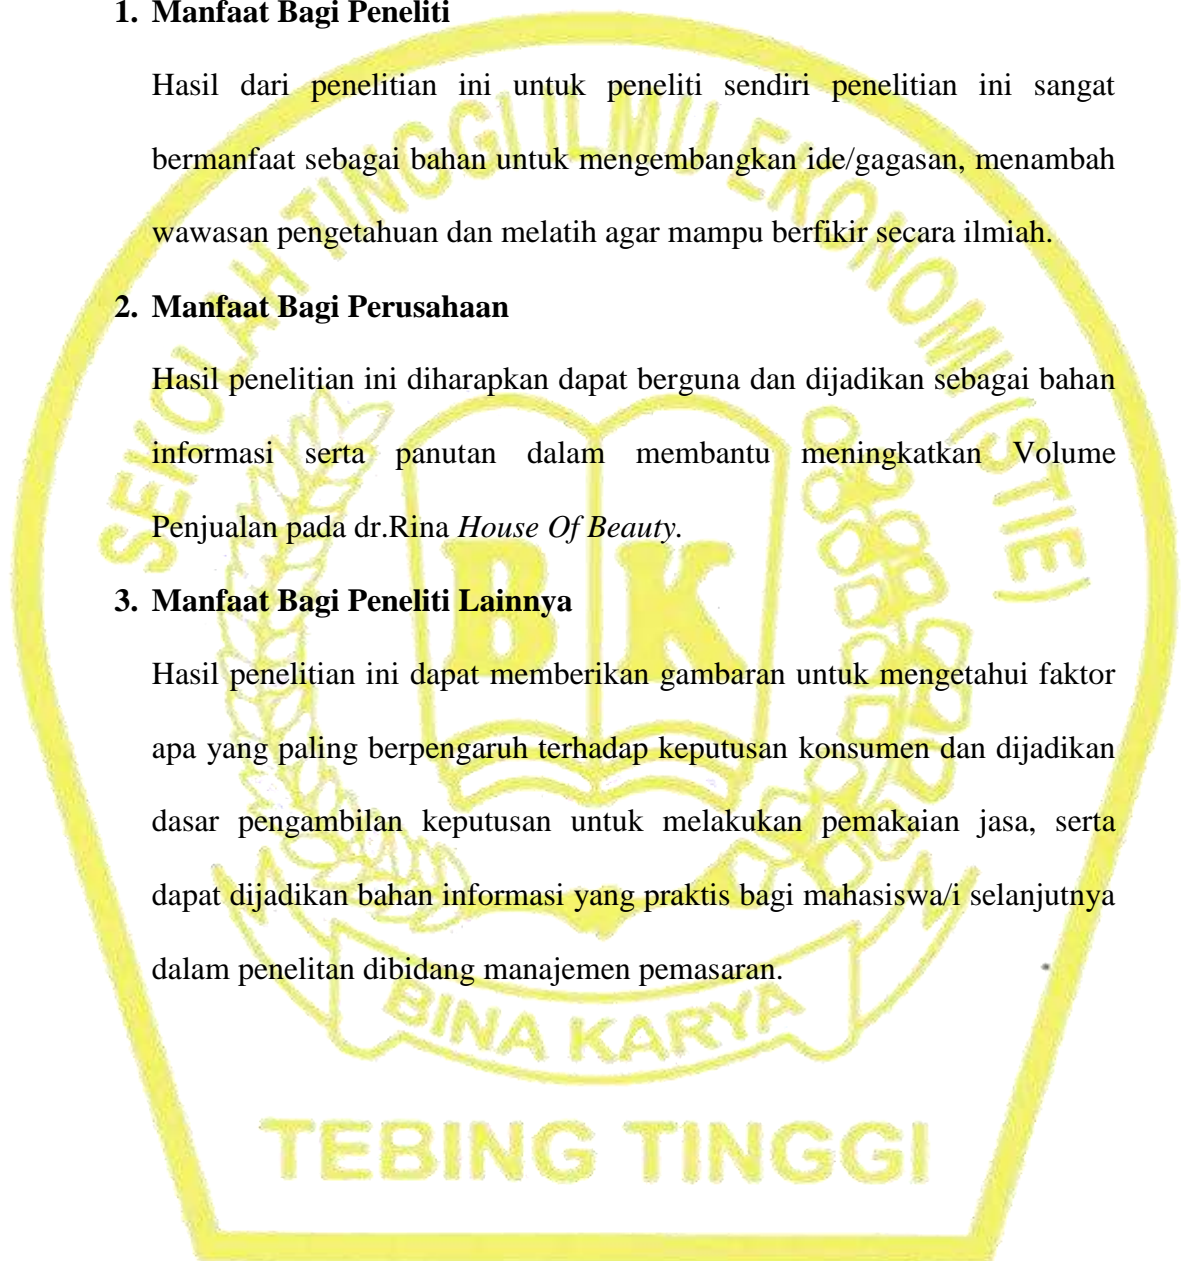 1. Manfaat Bagi Peneliti
Hasil dari penelitian ini untuk peneliti sendiri penelitian ini sangat
bermanfaat sebagai bahan untuk mengembangkan ide/gagasan, menambah
wawasan pengetahuan dan melatih agar mampu berfikir secara ilmiah.
2. Manfaat Bagi Perusahaan
Hasil penelitian ini diharapkan dapat berguna dan dijadikan sebagai bahan
informasi serta panutan dalam membantu meningkatkan Volume
Penjualan pada dr.Rina House Of Beauty.
3. Manfaat Bagi Peneliti Lainnya
Hasil penelitian ini dapat memberikan gambaran untuk mengetahui faktor
apa yang paling berpengaruh terhadap keputusan konsumen dan dijadikan
dasar pengambilan keputusan untuk melakukan pemakaian jasa, serta
dapat dijadikan bahan informasi yang praktis bagi mahasiswa/i selanjutnya
dalam penelitan dibidang manajemen pemasaran.
SEKOLAH TINGGI ILMU EKONOMI (STIE)
B K
BINA KARYA
TEBING TINGGI